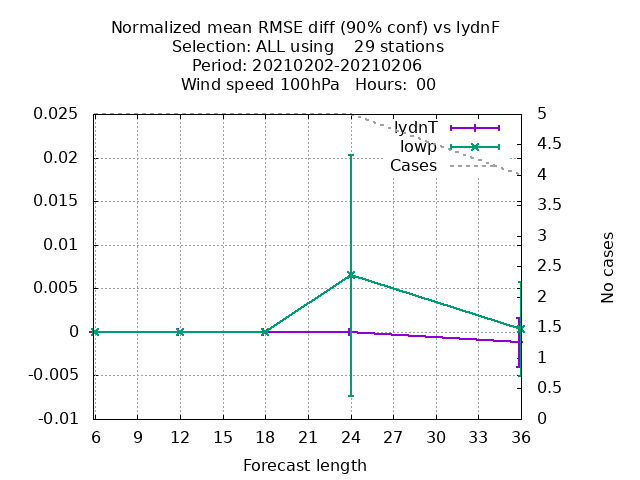 Normalized mean RMSE diff (90% conf) vs lydnF
Selection: ALL using    29 stations
Period: 20210202-20210206
Wind speed 100hPa   Hours:  00
0.025
0.02
0.015
0.01
0.005
0
-0.005
-0.01
lydnT
lowp
Cases
5
4.5
4
3.5
3
2.5
2
1.5
1
0.5
0
No cases
6 9 12 15 18 21 24 27 30 33 36
Forecast length